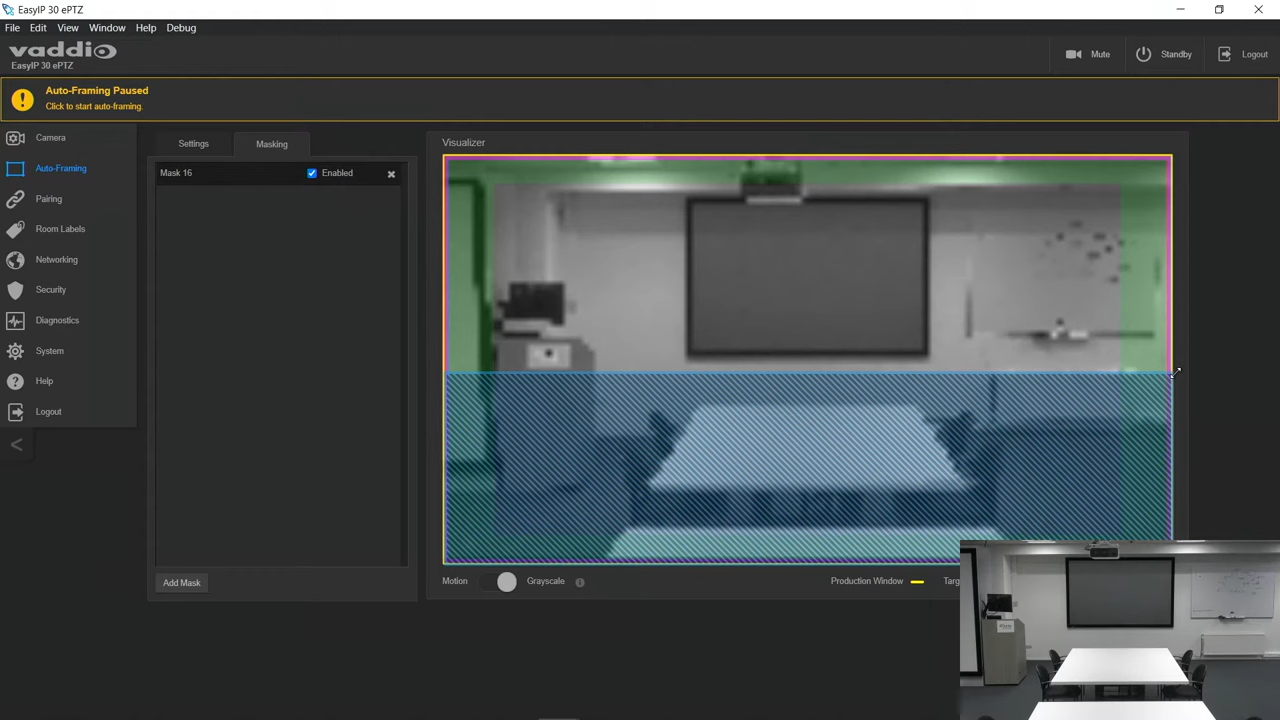 EasyIP 30 ePTZ
File Edit View Window Help Debug
vaddio
EasyIP 30 ePTZ
Mute
Standby
Logout
Auto-Framing Paused
Click to start auto-framing.
Camera
Auto-Framing
Pairing
Room Labels
Networking
Security
Diagnostics
System
Help
Logout
<
Settings
Masking
Mask 16
Enabled
Add Mask
Visualizer
Motion
Grayscale
Production Window
Targ